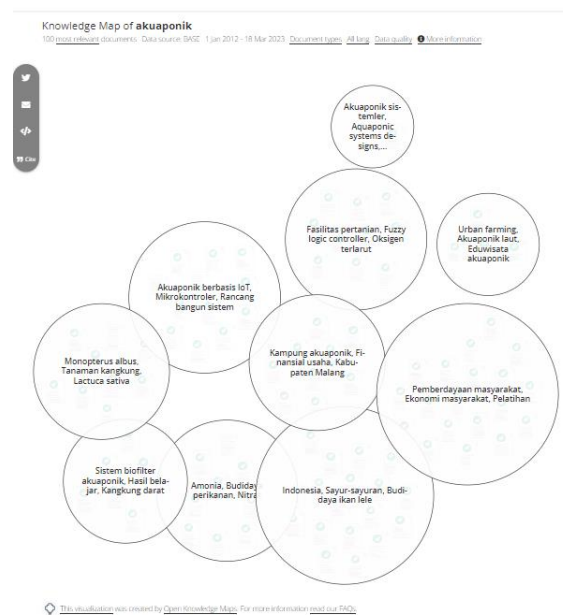 Knowledge Map of akuaponik
100 most relevant documents Data source: BASE 1 Jan 2012 - 18 Mar 2023 Document types All lang Data quality More information
Cite
Akuaponik sis-
temler,
Aquaponic
systems de-
signs,...
Fasilitas pertanian, Fuzzy
logic controller, Oksigen
terlarut
Urban farming,
Akuaponik laut,
Eduwisata
akuaponik
Akuaponik berbasis IoT,
Mikrokontroler, Rancang
bangun sistem
Kampung akuaponik, Fi-
nansial usaha, Kabu-
paten Malang
Monopterus albus,
Tanaman kangkung,
Lactuca sativa
Pemberdayaan masyarakat,
Ekonomi masyarakat, Pelatihan
Sistem biofilter
akuaponik, Hasil bela-
jar, Kangkung darat
Amonia, Budiday
perikanan, Nitra
Indonesia, Sayur-sayuran, Budi-
daya ikan lele
This visualization was created by Open Knowledge Maps. For more information read our FAQs.